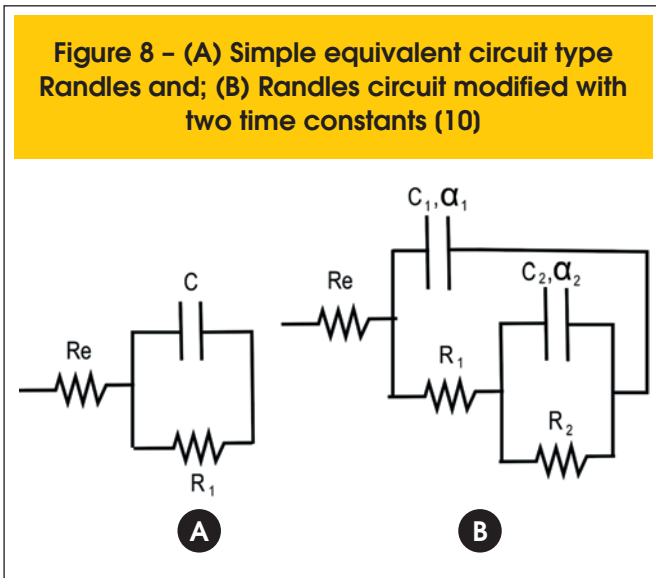 Figure 8 – (A) Simple equivalent circuit type
Randles and; (B) Randles circuit modified with
two time constants (10)
C₁,α₁
C
C₂,α₂
Re
Re
R₁
R₂
R₁
A
B